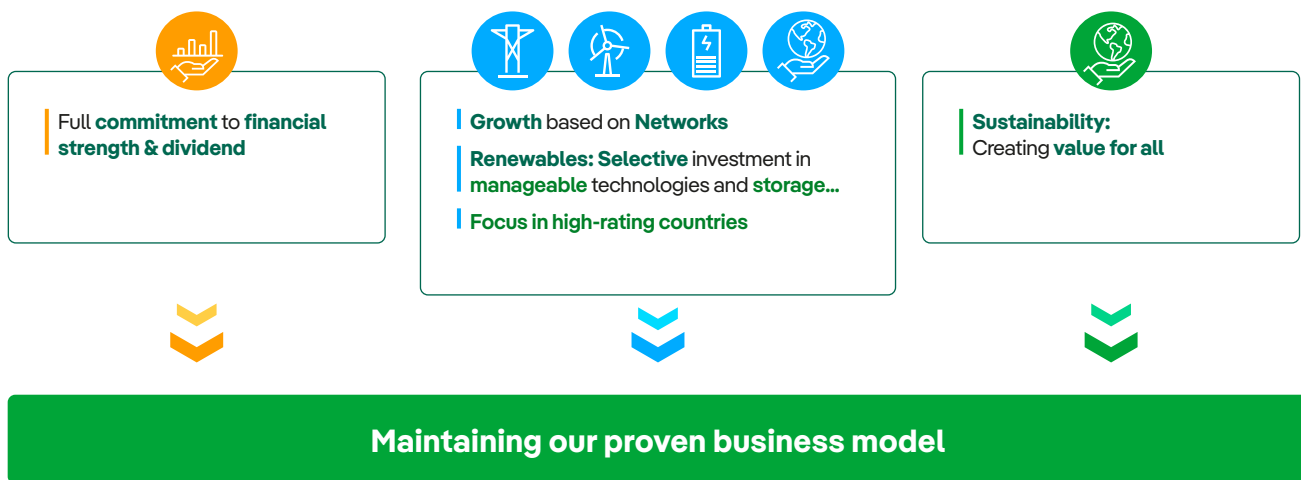 Full commitment to financial
strength & dividend
Growth based on Networks
Renewables: Selective investment in
manageable technologies and storage...
Focus in high-rating countries
Sustainability:
Creating value for all
Maintaining our proven business model